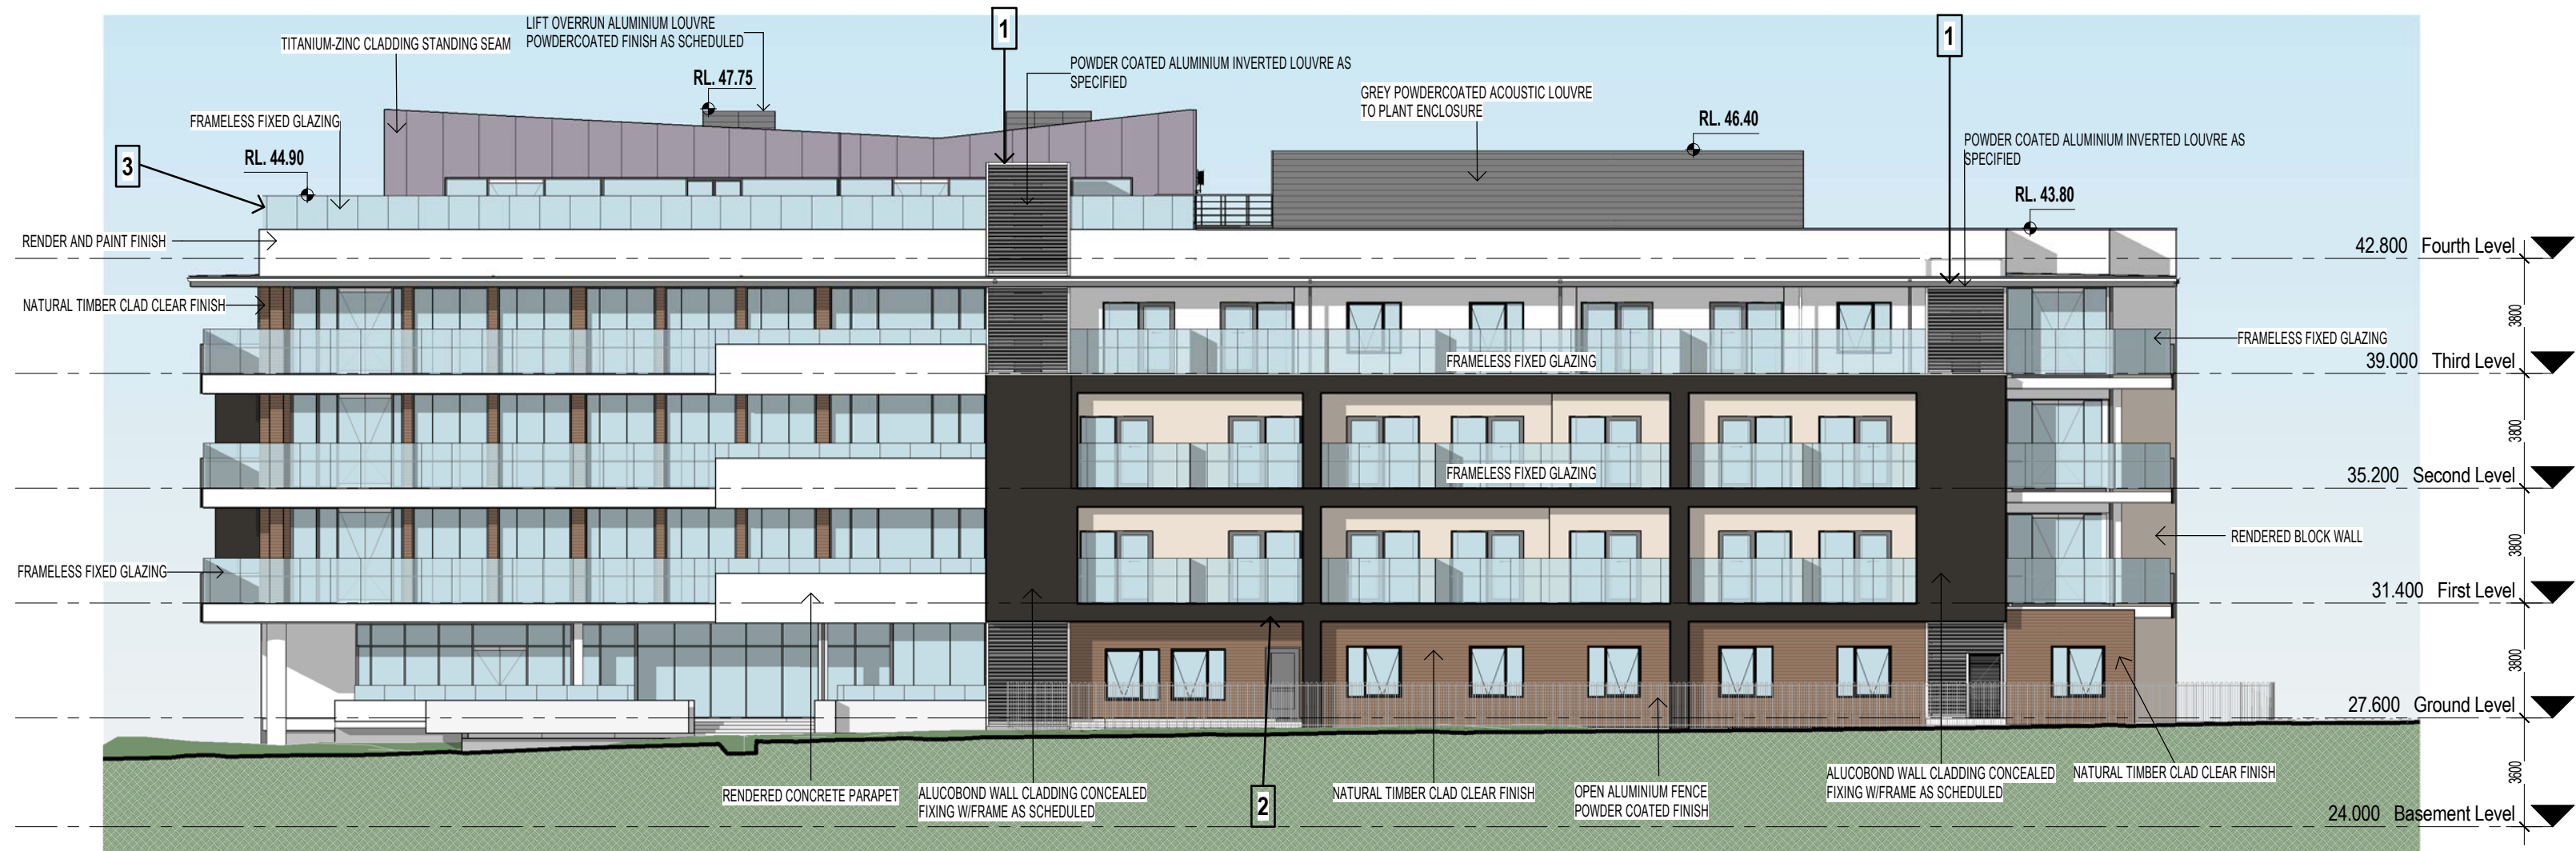 LIFT OVERRUN ALUMINIUM LOUVRE
POWDERCOATED FINISH AS SCHEDULED
TITANIUM-ZINC CLADDING STANDING SEAM
1
1
POWDER COATED ALUMINIUM INVERTED LOUVRE AS
SPECIFIED
RL. 47.75
GREY POWDERCOATED ACOUSTIC LOUVRE
TO PLANT ENCLOSURE
FRAMELESS FIXED GLAZING
RL. 46.40
POWDER COATED ALUMINIUM INVERTED LOUVRE AS
SPECIFIED
3
RL. 44.90
RL. 43.80
RENDER AND PAINT FINISH
42.800 Fourth Level
NATURAL TIMBER CLAD CLEAR FINISH
3800
FRAMELESS FIXED GLAZING
FRAMELESS FIXED GLAZING
39.000 Third Level
3800
FRAMELESS FIXED GLAZING
35.200 Second Level
3800
RENDERED BLOCK WALL
FRAMELESS FIXED GLAZING
31.400 First Level
3800
27.600 Ground Level
3600
RENDERED CONCRETE PARAPET
ALUCOBOND WALL CLADDING CONCEALED
FIXING W/FRAME AS SCHEDULED
2
NATURAL TIMBER CLAD CLEAR FINISH
OPEN ALUMINIUM FENCE
POWDER COATED FINISH
ALUCOBOND WALL CLADDING CONCEALED
FIXING W/FRAME AS SCHEDULED
NATURAL TIMBER CLAD CLEAR FINISH
24.000 Basement Level